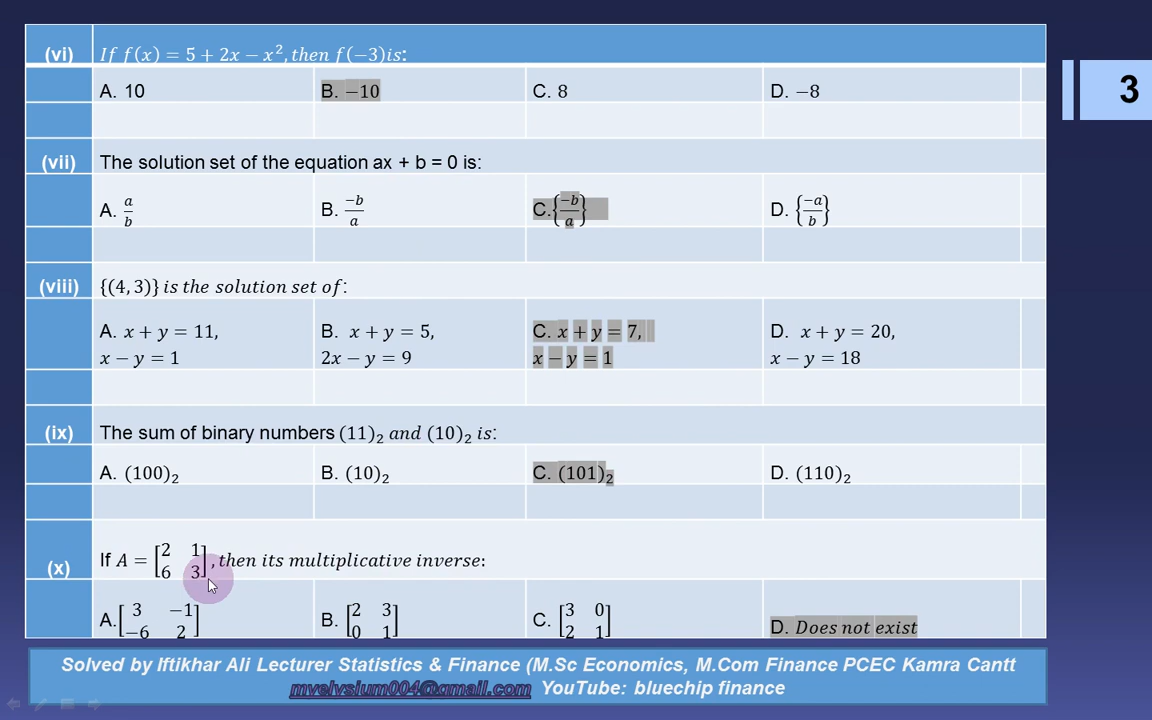 (vi) If f(x) = 5 + 2x − x², then f(−3)is:
A. 10 B. −10 C. 8 D. −8
3
(vii) The solution set of the equation ax + b = 0 is:
A. a/b B. −b/a C. {−b/a} D. {−a/b}
(viii) {(4, 3)} is the solution set of:
A. x + y = 11, B. x + y = 5, C. x + y = 7, D. x + y = 20,
x − y = 1 2x − y = 9 x − y = 1 x − y = 18
(ix) The sum of binary numbers (11)₂ and (10)₂ is:
A. (100)₂ B. (10)₂ C. (101)₂ D. (110)₂
(x) If A = [2 1; 6 3], then its multiplicative inverse:
A. [3 −1; −6 2] B. [2 3; 0 1] C. [3 0; 2 1] D. Does not exist
Solved by Iftikhar Ali Lecturer Statistics & Finance (M.Sc Economics, M.Com Finance PCEC Kamra Cantt
mvelvsium004@gmail.com YouTube: bluechip finance